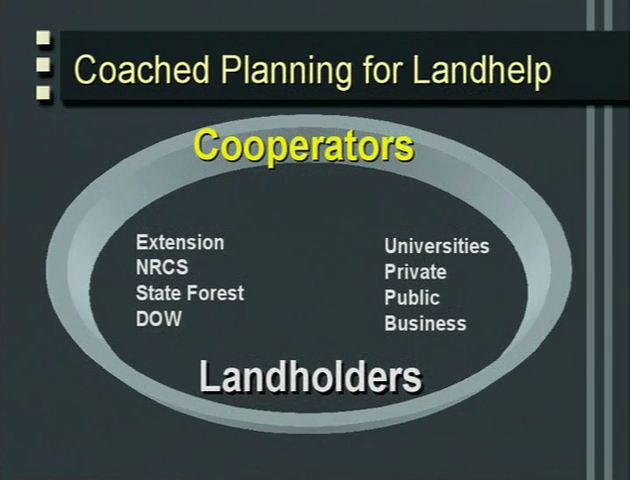 Coached Planning for Landhelp
Cooperators
Extension
NRCS
State Forest
DOW
Universities
Private
Public
Business
Landholders